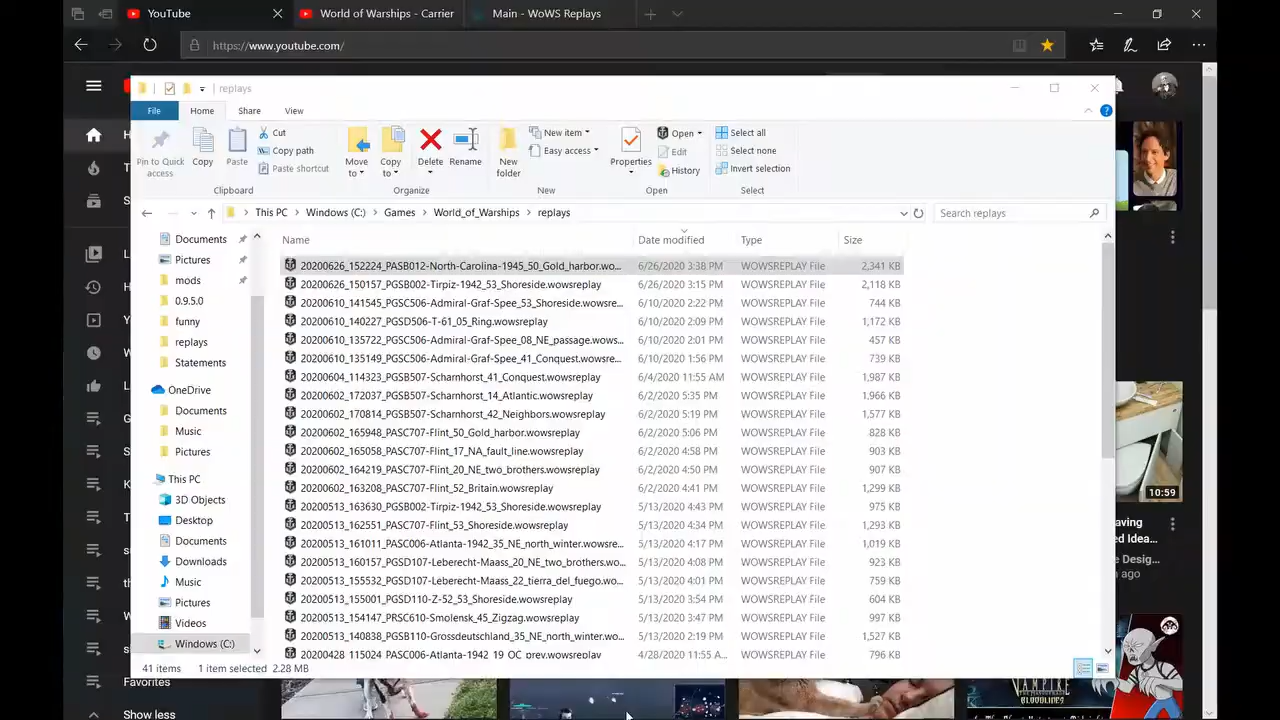 YouTube
World of Warships - Carrier
Main - WoWS Replays
https://www.youtube.com/
replays
File
Home
Share
View
Pin to Quick access
Copy
Paste
Cut
Copy path
Paste shortcut
Clipboard
Move to
Copy to
Delete
Rename
Organize
New folder
New item
Easy access
New
Properties
Open
Edit
History
Open
Select all
Select none
Invert selection
Select
This PC > Windows (C:) > Games > World_of_Warships > replays
Search replays
Documents
Pictures
mods
0.9.5.0
funny
replays
Statements
OneDrive
Documents
Music
Pictures
This PC
3D Objects
Desktop
Documents
Downloads
Music
Pictures
Videos
Windows (C:)
Name Date modified Type Size
20200626_152224_PASB012-North-Carolina-1945_50_Gold_harbor.wo... 6/26/2020 3:38 PM WOWSREPLAY File 2,341 KB
20200626_150157_PGSB002-Tirpiz-1942_53_Shoreside.wowsreplay 6/26/2020 3:15 PM WOWSREPLAY File 2,118 KB
20200610_141545_PGSC506-Admiral-Graf-Spee_53_Shoreside.wowsre... 6/10/2020 2:22 PM WOWSREPLAY File 744 KB
20200610_140227_PGSD506-T-61_05_Ring.wowsreplay 6/10/2020 2:09 PM WOWSREPLAY File 1,172 KB
20200610_135722_PGSC506-Admiral-Graf-Spee_08_NE_passage.wows... 6/10/2020 2:01 PM WOWSREPLAY File 457 KB
20200610_135149_PGSC506-Admiral-Graf-Spee_41_Conquest.wowsre... 6/10/2020 1:56 PM WOWSREPLAY File 739 KB
20200604_114323_PGSB507-Scharnhorst_41_Conquest.wowsreplay 6/4/2020 11:55 AM WOWSREPLAY File 1,987 KB
20200602_172037_PGSB507-Scharnhorst_14_Atlantic.wowsreplay 6/2/2020 5:35 PM WOWSREPLAY File 1,966 KB
20200602_170814_PGSB507-Scharnhorst_42_Neighbors.wowsreplay 6/2/2020 5:19 PM WOWSREPLAY File 1,577 KB
20200602_165948_PASC707-Flint_50_Gold_harbor.wowsreplay 6/2/2020 5:06 PM WOWSREPLAY File 828 KB
20200602_165058_PASC707-Flint_17_NA_fault_line.wowsreplay 6/2/2020 4:58 PM WOWSREPLAY File 903 KB
20200602_164219_PASC707-Flint_20_NE_two_brothers.wowsreplay 6/2/2020 4:50 PM WOWSREPLAY File 907 KB
20200602_163208_PASC707-Flint_52_Britain.wowsreplay 6/2/2020 4:41 PM WOWSREPLAY File 1,299 KB
20200513_163630_PGSB002-Tirpiz-1942_53_Shoreside.wowsreplay 5/13/2020 4:43 PM WOWSREPLAY File 975 KB
20200513_162551_PASC707-Flint_53_Shoreside.wowsreplay 5/13/2020 4:34 PM WOWSREPLAY File 1,293 KB
20200513_161011_PASC006-Atlanta-1942_35_NE_north_winter.wowsre... 5/13/2020 4:17 PM WOWSREPLAY File 1,019 KB
20200513_160157_PGSD107-Leberecht-Maass_20_NE_two_brothers.wo... 5/13/2020 4:08 PM WOWSREPLAY File 923 KB
20200513_155532_PGSD107-Leberecht-Maass_22_tierra_del_fuego.wo... 5/13/2020 4:01 PM WOWSREPLAY File 759 KB
20200513_155001_PGSD110-Z-52_53_Shoreside.wowsreplay 5/13/2020 3:54 PM WOWSREPLAY File 604 KB
20200513_154147_PRSC610-Smolensk_45_Zigzag.wowsreplay 5/13/2020 3:47 PM WOWSREPLAY File 997 KB
20200513_140838_PGSB110-Grossdeutschland_35_NE_north_winter.wo... 5/13/2020 2:19 PM WOWSREPLAY File 1,527 KB
20200428_115024_PASC006-Atlanta-1942_19_OC_prey.wowsreplay 4/28/2020 11:55 A... WOWSREPLAY File 796 KB
41 items 1 item selected 2.28 MB
Favorites
Show less
10:59
aving
d Idea...
e Desig...
n ago
VAMPIRE
BLOODLINES